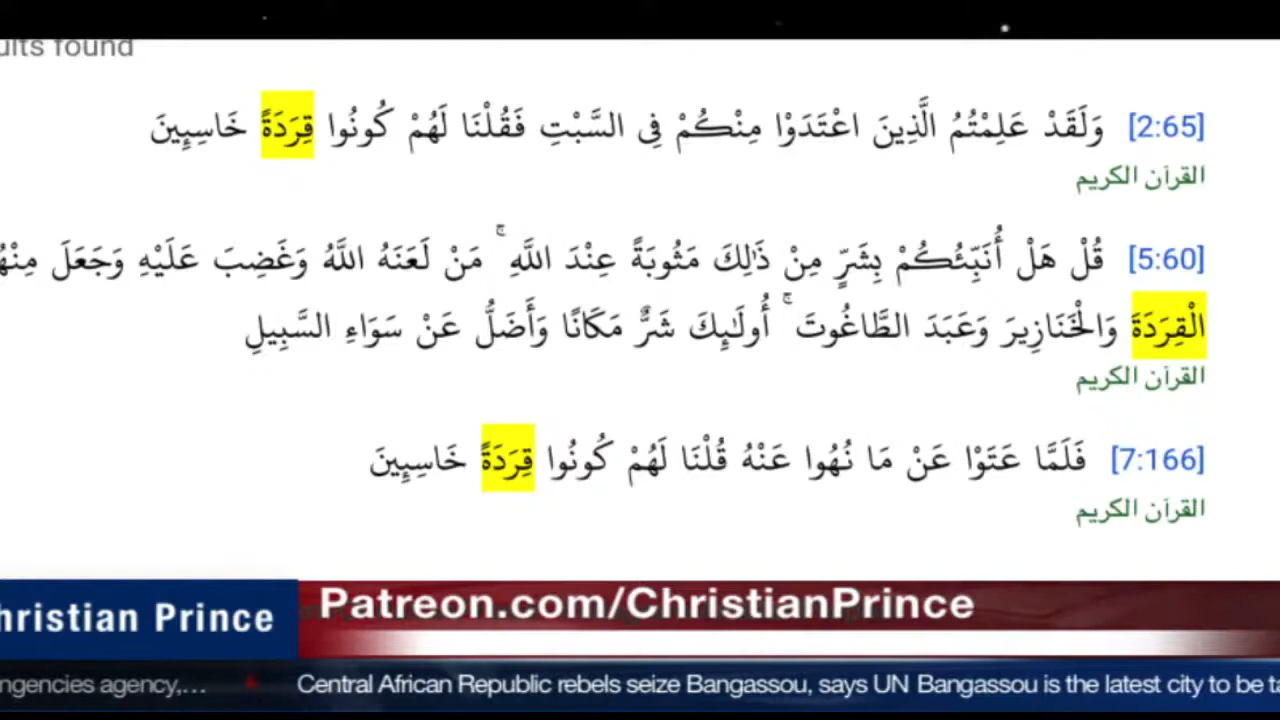 ults found
[2:65] وَلَقَدْ عَلِمْتُمُ الَّذِينَ اعْتَدَوْا مِنْكُمْ فِى السَّبْتِ فَقُلْنَا لَهُمْ كُونُوا قِرَدَةً خَاسِـِٕينَ
القرآن الكريم
[5:60] قُلْ هَلْ أُنَبِّئُكُمْ بِشَرٍّ مِنْ ذَٰلِكَ مَثُوبَةً عِنْدَ اللَّهِ ۚ مَنْ لَعَنَهُ اللَّهُ وَغَضِبَ عَلَيْهِ وَجَعَلَ مِنْهُ
الْقِرَدَةَ وَالْخَنَازِيرَ وَعَبَدَ الطَّاغُوتَ ۚ أُولَـٰئِكَ شَرٌّ مَكَانًا وَأَضَلُّ عَنْ سَوَاءِ السَّبِيلِ
القرآن الكريم
[7:166] فَلَمَّا عَتَوْا عَنْ مَا نُهُوا عَنْهُ قُلْنَا لَهُمْ كُونُوا قِرَدَةً خَاسِـِٕينَ
القرآن الكريم
hristian Prince
Patreon.com/ChristianPrince
ngencies agency,... Central African Republic rebels seize Bangassou, says UN Bangassou is the latest city to be ta